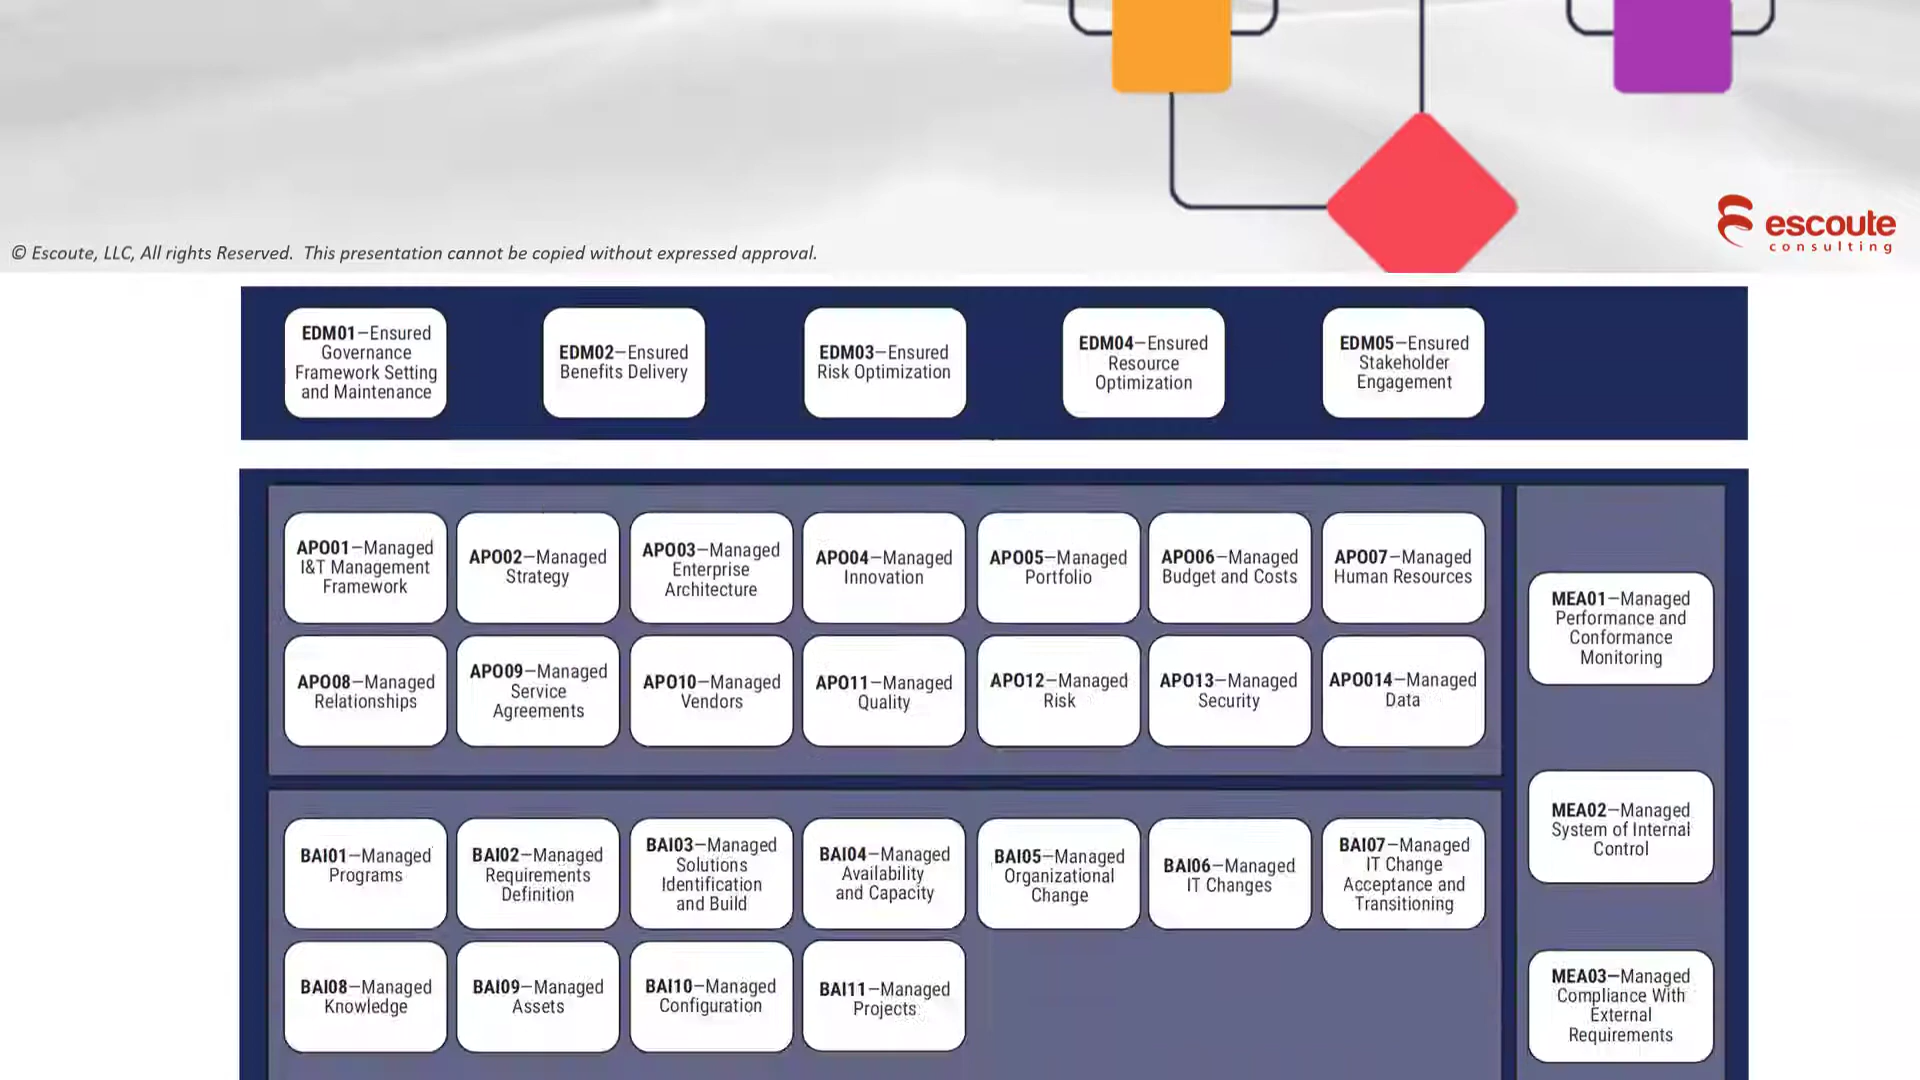 © Escoute, LLC, All rights Reserved.  This presentation cannot be copied without expressed approval.
escoute
consulting
EDM01—Ensured
Governance
Framework Setting
and Maintenance
EDM02—Ensured
Benefits Delivery
EDM03—Ensured
Risk Optimization
EDM04—Ensured
Resource
Optimization
EDM05—Ensured
Stakeholder
Engagement
APO01—Managed
I&T Management
Framework
APO02—Managed
Strategy
APO03—Managed
Enterprise
Architecture
APO04—Managed
Innovation
APO05—Managed
Portfolio
APO06—Managed
Budget and Costs
APO07—Managed
Human Resources
APO08—Managed
Relationships
APO09—Managed
Service
Agreements
APO10—Managed
Vendors
APO11—Managed
Quality
APO12—Managed
Risk
APO13—Managed
Security
APO014—Managed
Data
MEA01—Managed
Performance and
Conformance
Monitoring
MEA02—Managed
System of Internal
Control
MEA03—Managed
Compliance With
External
Requirements
BAI01—Managed
Programs
BAI02—Managed
Requirements
Definition
BAI03—Managed
Solutions
Identification
and Build
BAI04—Managed
Availability
and Capacity
BAI05—Managed
Organizational
Change
BAI06—Managed
IT Changes
BAI07—Managed
IT Change
Acceptance and
Transitioning
BAI08—Managed
Knowledge
BAI09—Managed
Assets
BAI10—Managed
Configuration
BAI11—Managed
Projects